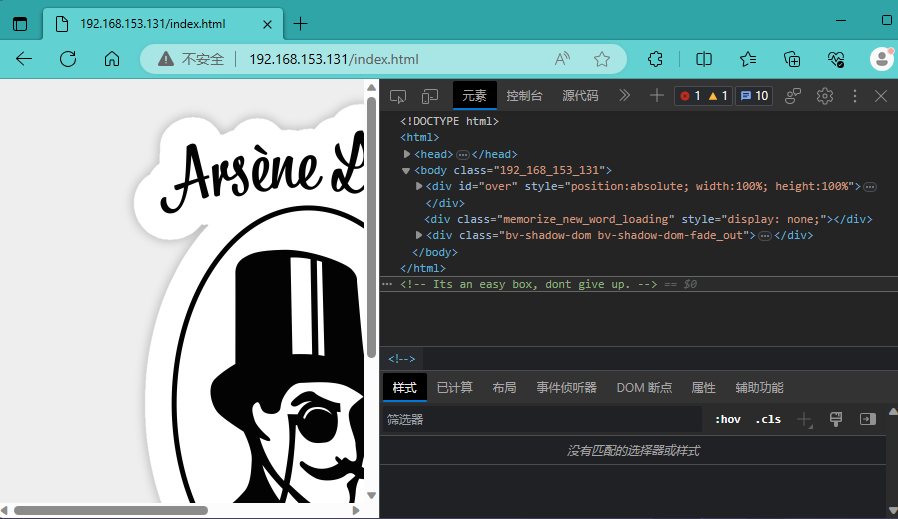 192.168.153.131/index.html
不安全 192.168.153.131/index.html
Arsène L
元素 控制台 源代码 1 1 10
<!DOCTYPE html>
<html>
<head> </head>
<body class="192_168_153_131">
<div id="over" style="position:absolute; width:100%; height:100%">
</div>
<div class="memorize_new_word_loading" style="display: none;"></div>
<div class="bv-shadow-dom bv-shadow-dom-fade_out"> </div>
</body>
</html>
<!-- Its an easy box, dont give up. --> == $0
<!-->
样式 已计算 布局 事件侦听器 DOM 断点 属性 辅助功能
筛选器 :hov .cls
没有匹配的选择器或样式